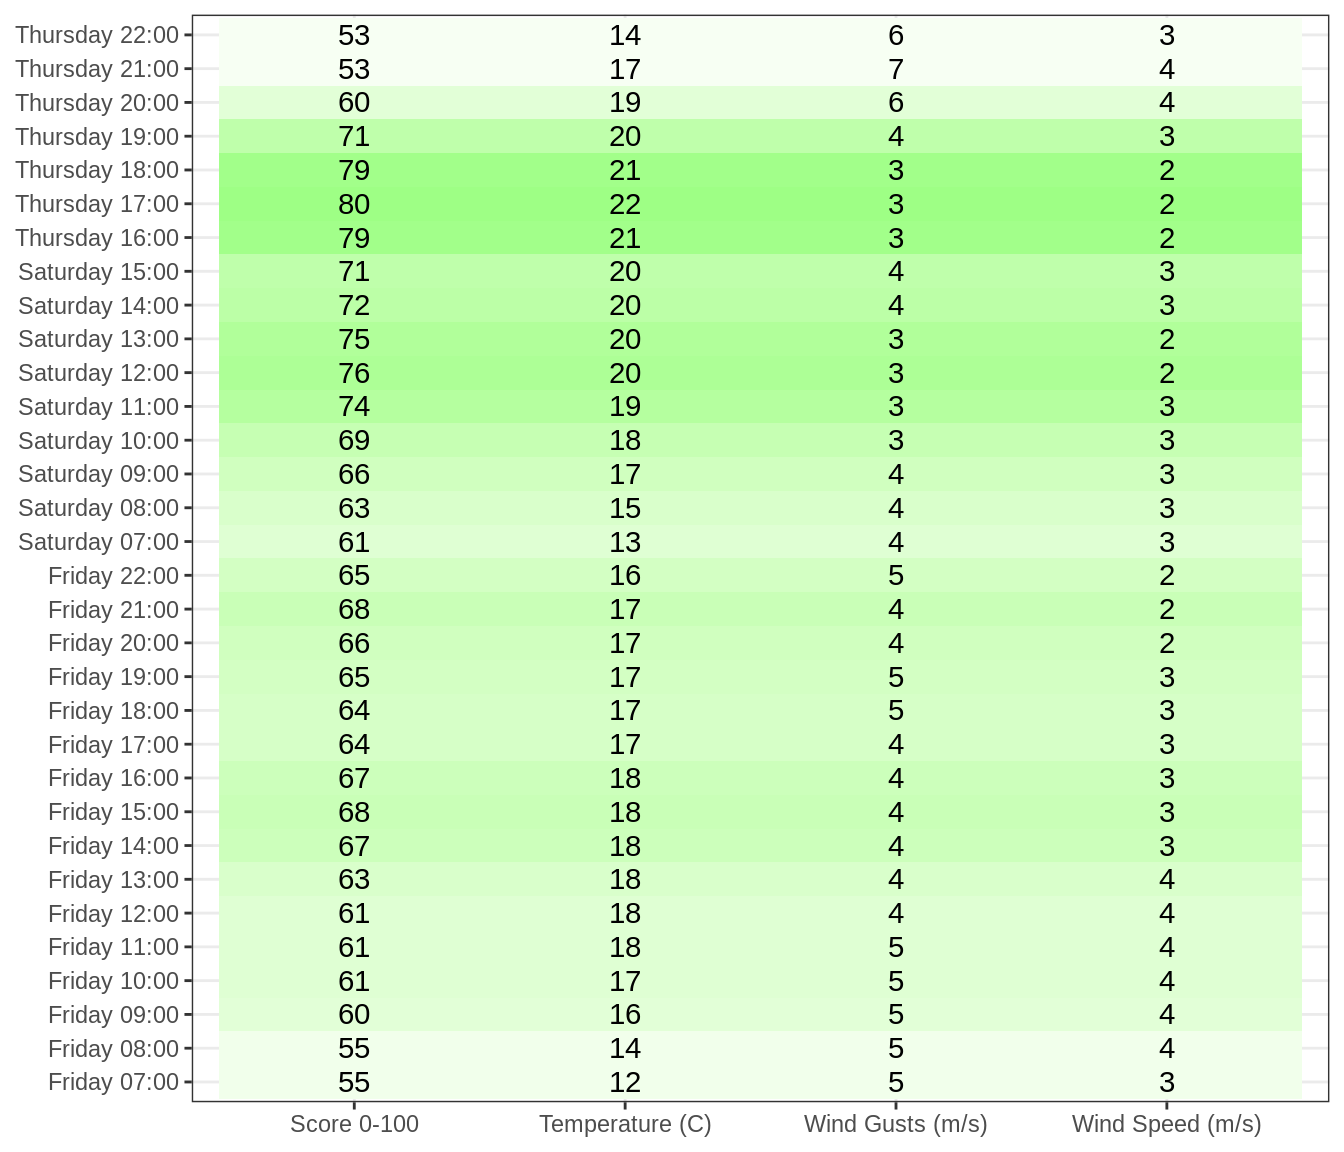 Thursday 22:00 53 14 6 3
Thursday 21:00 53 17 7 4
Thursday 20:00 60 19 6 4
Thursday 19:00 71 20 4 3
Thursday 18:00 79 21 3 2
Thursday 17:00 80 22 3 2
Thursday 16:00 79 21 3 2
Saturday 15:00 71 20 4 3
Saturday 14:00 72 20 4 3
Saturday 13:00 75 20 3 2
Saturday 12:00 76 20 3 2
Saturday 11:00 74 19 3 3
Saturday 10:00 69 18 3 3
Saturday 09:00 66 17 4 3
Saturday 08:00 63 15 4 3
Saturday 07:00 61 13 4 3
Friday 22:00 65 16 5 2
Friday 21:00 68 17 4 2
Friday 20:00 66 17 4 2
Friday 19:00 65 17 5 3
Friday 18:00 64 17 5 3
Friday 17:00 64 17 4 3
Friday 16:00 67 18 4 3
Friday 15:00 68 18 4 3
Friday 14:00 67 18 4 3
Friday 13:00 63 18 4 4
Friday 12:00 61 18 4 4
Friday 11:00 61 18 5 4
Friday 10:00 61 17 5 4
Friday 09:00 60 16 5 4
Friday 08:00 55 14 5 4
Friday 07:00 55 12 5 3
Score 0-100 Temperature (C) Wind Gusts (m/s) Wind Speed (m/s)